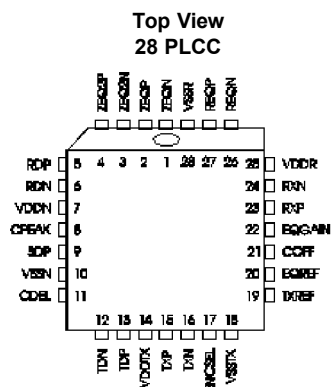 Top View
28 PLCC
ZEQ2P ZEQ2N ZEQP ZEQN VSSR REQP REQN
4 3 2 1 28 27 26
RDP 5
RDN 6
VDDN 7
CPEAK 8
SDP 9
VSSN 10
CDEL 11
25 VDDR
24 RXN
23 RXP
22 EQGAIN
21 COFF
20 EQREF
19 TXREF
12 13 14 15 16 17 18
TDN TDP VDDTX TXP TXN ENCSEL VSSTX